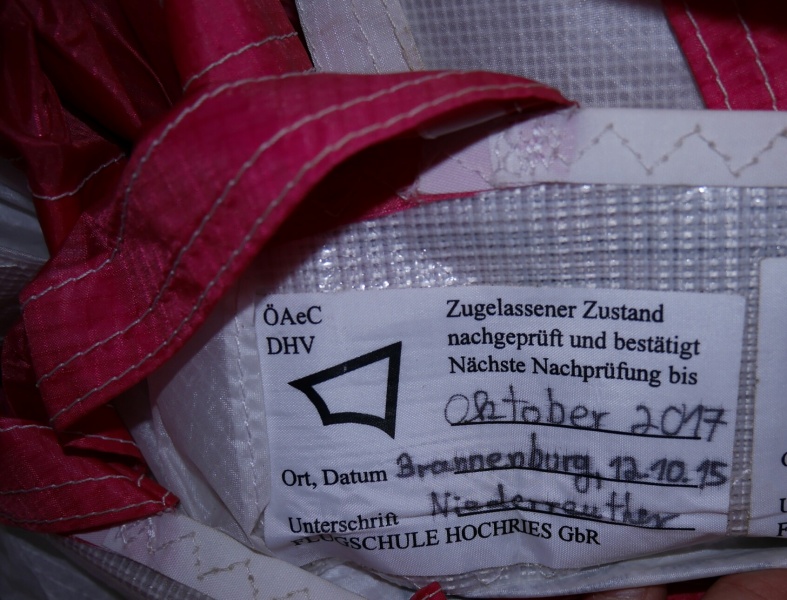 ÖAeC
DHV
Zugelassener Zustand
nachgeprüft und bestätigt
Nächste Nachprüfung bis
Oktober 2017
Ort, Datum Brannenburg, 12.10.15
Unterschrift Niederreuther
FLUGSCHULE HOCHRIES GbR